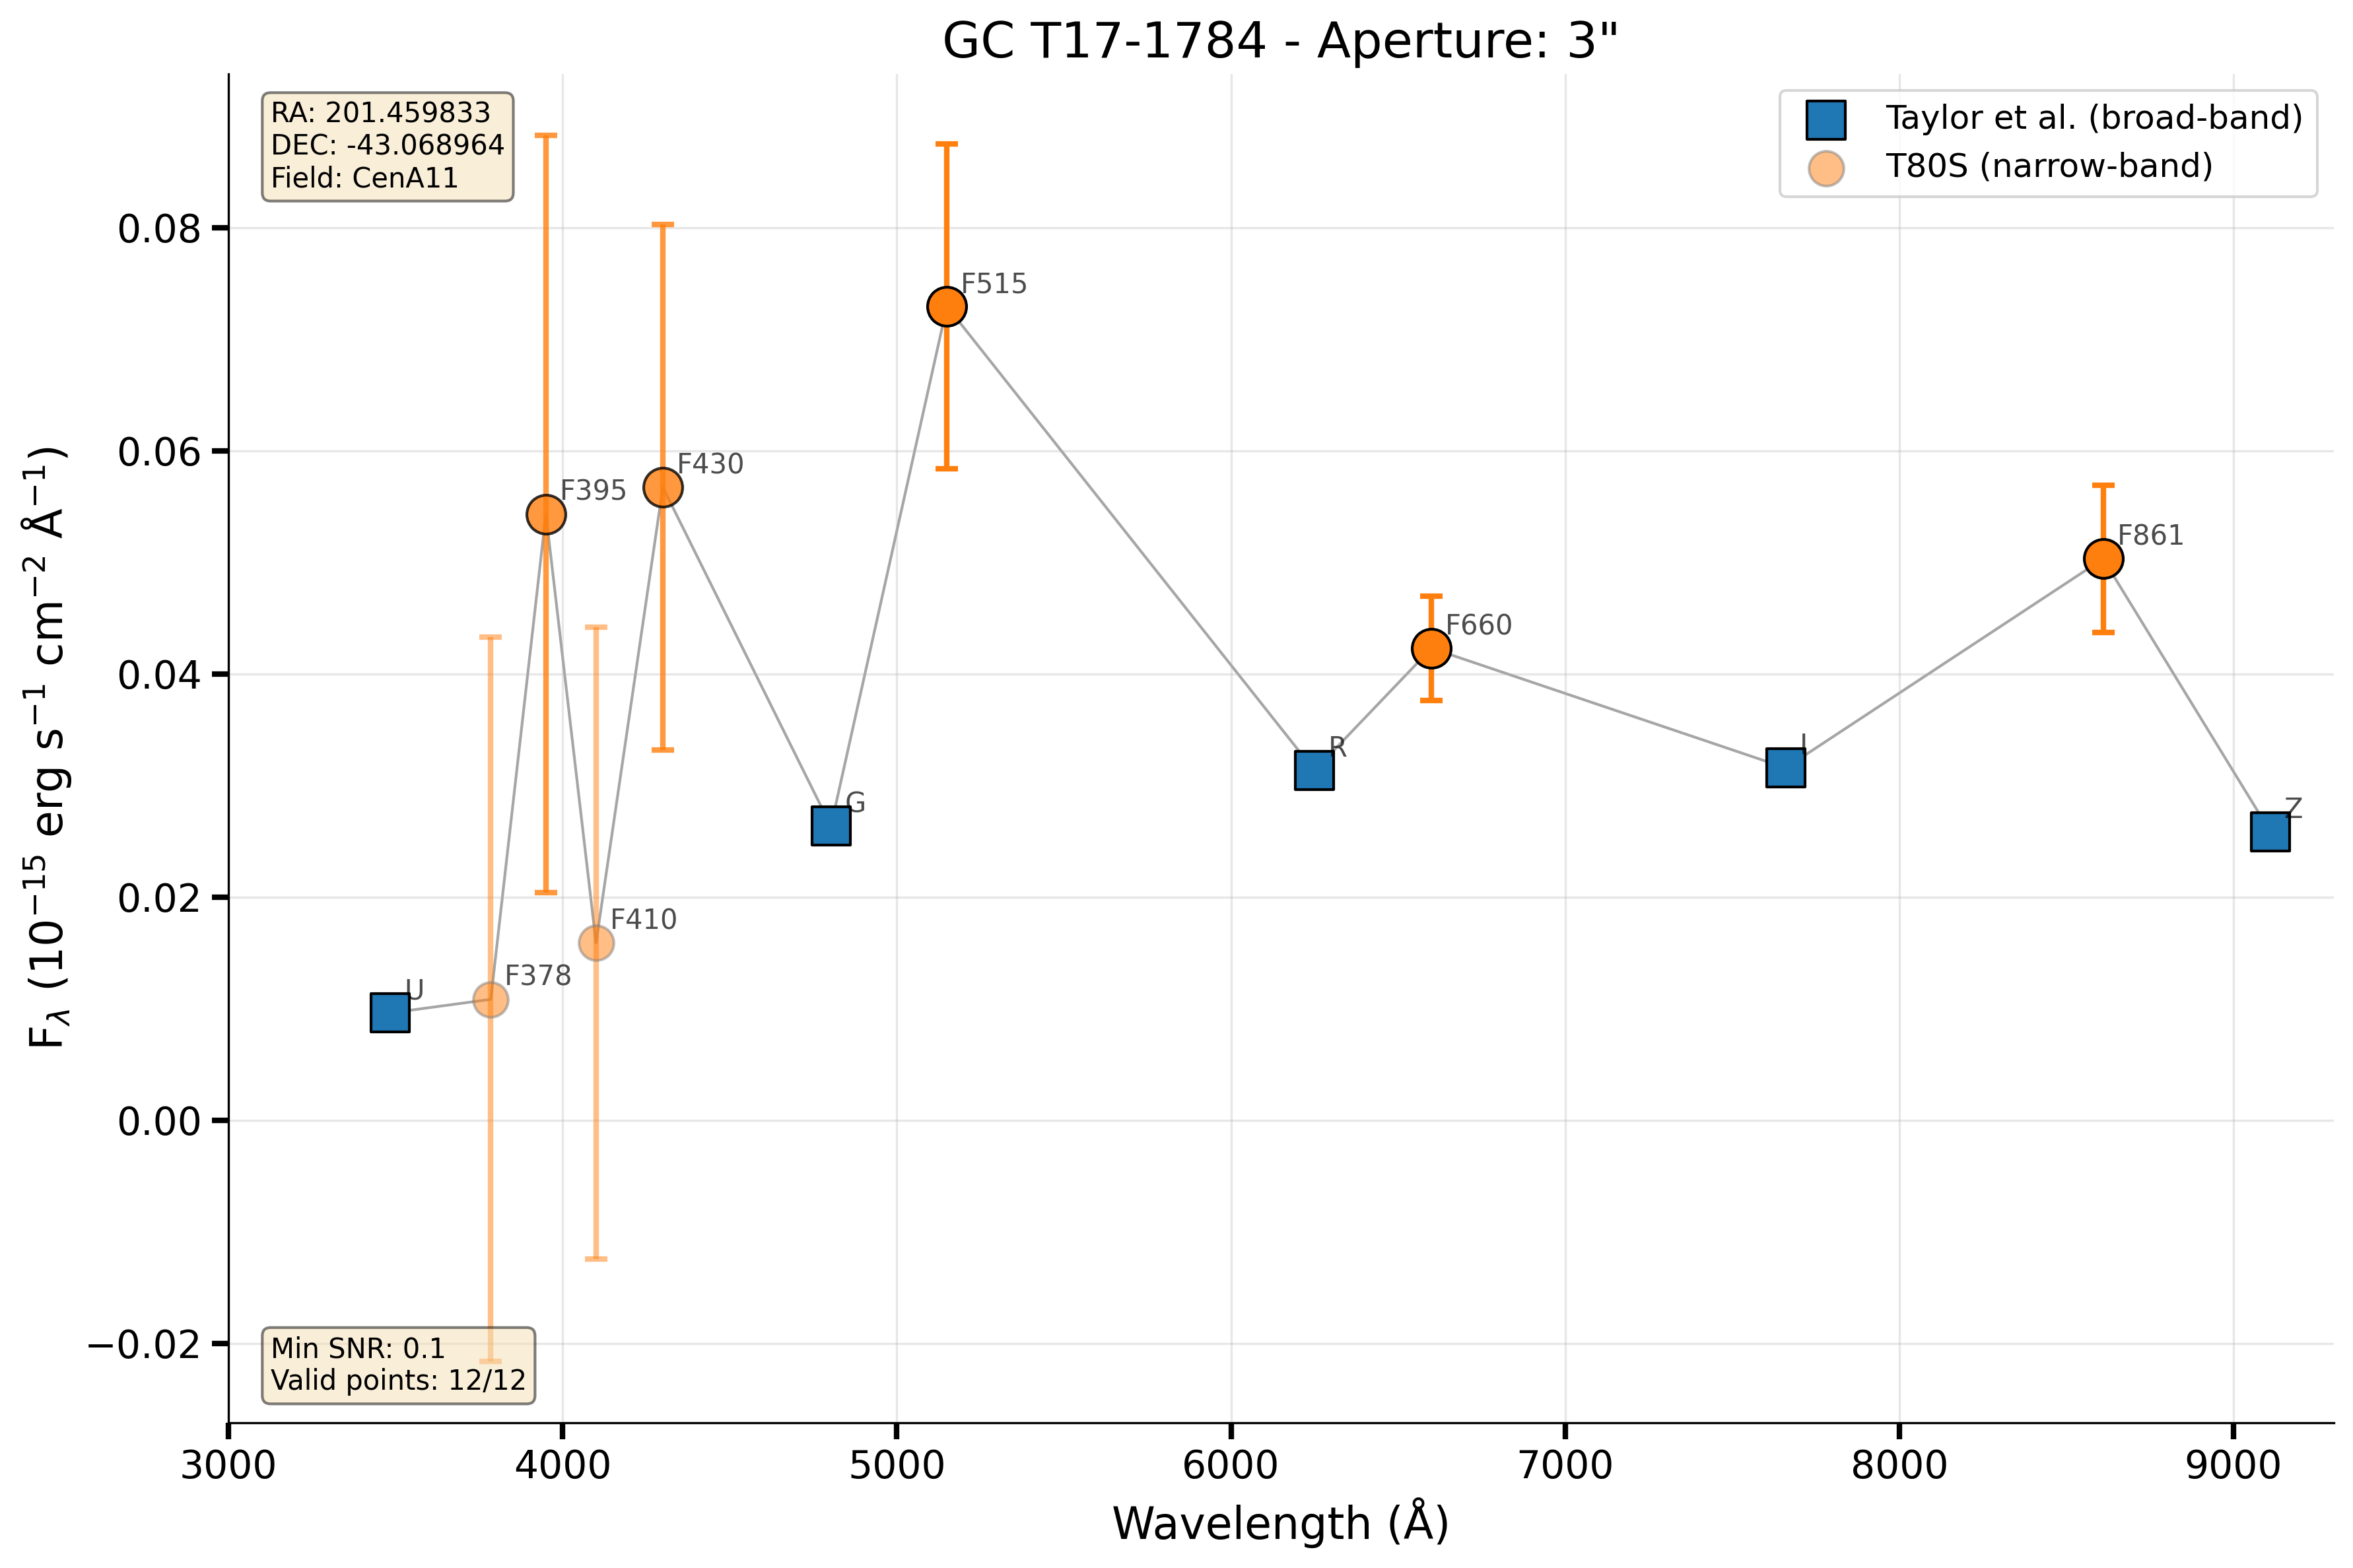 GC T17-1784 - Aperture: 3"
RA: 201.459833
DEC: -43.068964
Field: CenA11
Taylor et al. (broad-band)
T80S (narrow-band)
F515
F395
F430
F861
F660
R
I
G
Z
F410
F378
U
0.08
0.06
0.04
0.02
0.00
−0.02
F_λ (10⁻¹⁵ erg s⁻¹ cm⁻² Å⁻¹)
Min SNR: 0.1
Valid points: 12/12
3000 4000 5000 6000 7000 8000 9000
Wavelength (Å)